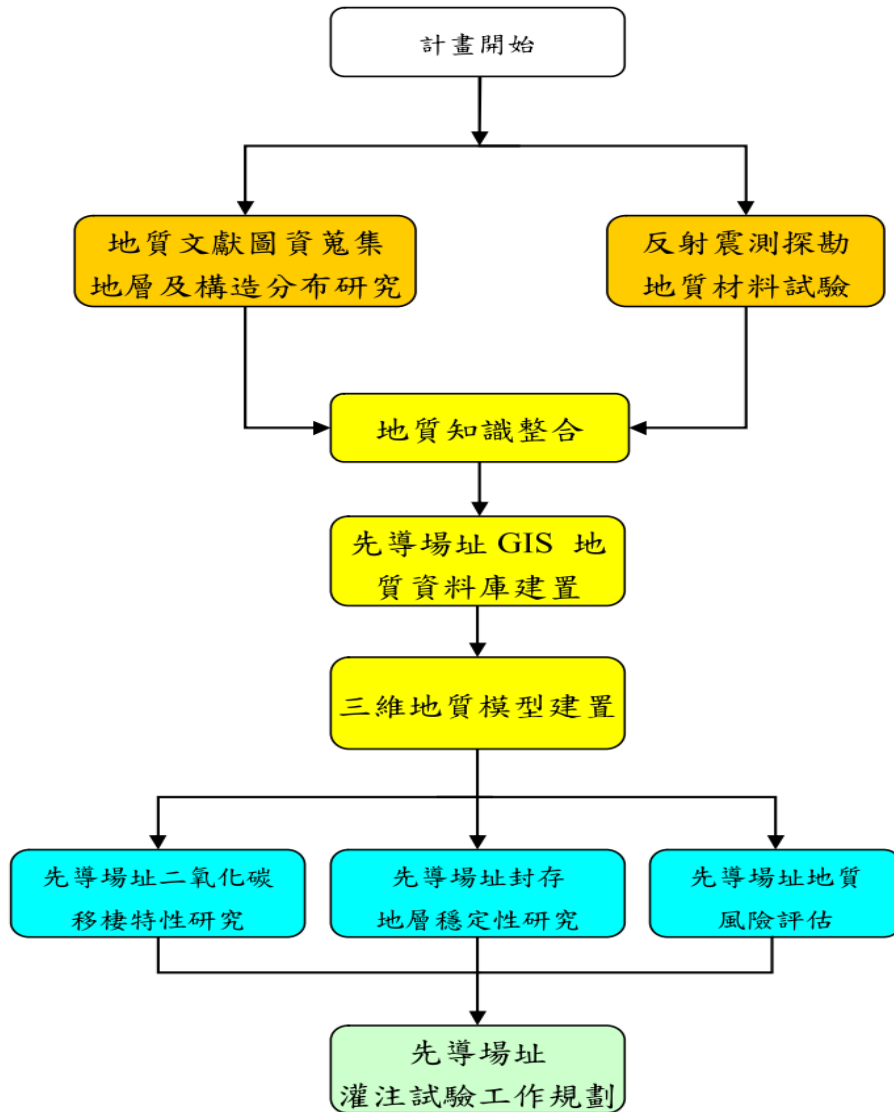 計畫開始
地質文獻圖資蒐集
地層及構造分布研究
反射震測探勘
地質材料試驗
地質知識整合
先導場址 GIS 地
質資料庫建置
三維地質模型建置
先導場址二氧化碳
移棲特性研究
先導場址封存
地層穩定性研究
先導場址地質
風險評估
先導場址
灌注試驗工作規劃